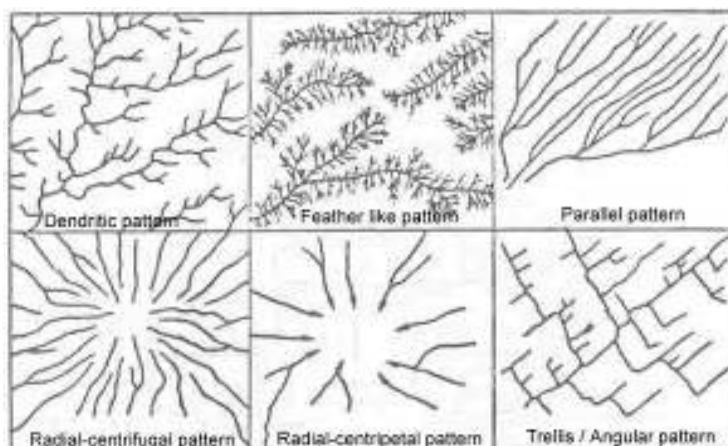 Dendritic pattern
Feather like pattern
Parallel pattern
Radial-centrifugal pattern
Radial-centripetal pattern
Trellis / Angular pattern